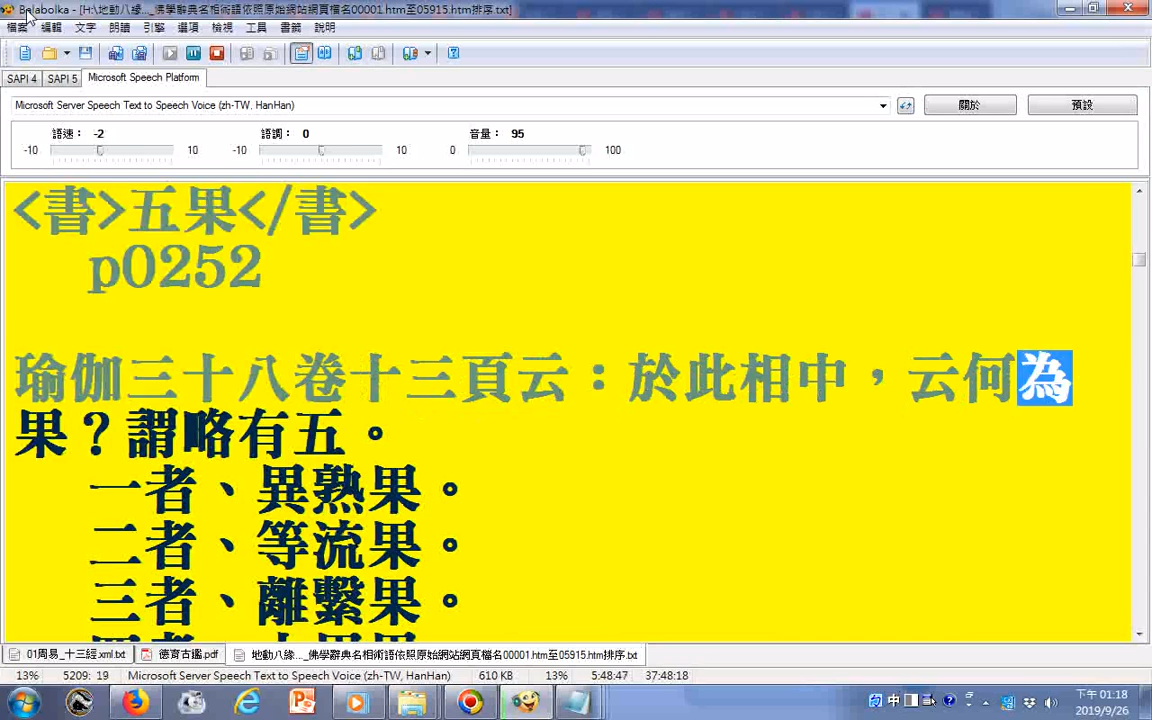 Balabolka - [H:\地動八緣..._佛學辭典名相術語依照原始網站網頁檔名00001.htm至05915.htm排序.txt]
檔案 編輯 文字 朗讀 引擎 選項 檢視 工具 書籤 說明
SAPI 4 SAPI 5 Microsoft Speech Platform
Microsoft Server Speech Text to Speech Voice (zh-TW, HanHan) 關於 預設
語速： -2 語調： 0 音量： 95
-10 10 -10 10 0 100
<書>五果</書>
p0252
瑜伽三十八卷十三頁云：於此相中，云何為
果？謂略有五。
一者、異熟果。
二者、等流果。
三者、離繫果。
01周易_十三經.xml.txt 德育古鑑.pdf 地動八緣..._佛學辭典名相術語依照原始網站網頁檔名00001.htm至05915.htm排序.txt
13% 5209: 19 Microsoft Server Speech Text to Speech Voice (zh-TW, HanHan) 610 KB 13% 5:48:47 37:48:18
中 下午 01:18
2019/9/26